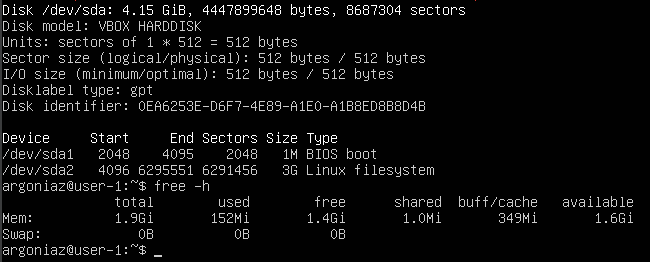 Disk /dev/sda: 4.15 GiB, 4447899648 bytes, 8687304 sectors
Disk model: VBOX HARDDISK
Units: sectors of 1 * 512 = 512 bytes
Sector size (logical/physical): 512 bytes / 512 bytes
I/O size (minimum/optimal): 512 bytes / 512 bytes
Disklabel type: gpt
Disk identifier: 0EA6253E-D6F7-4E89-A1E0-A1B8ED8B8D4B

Device     Start     End Sectors Size Type
/dev/sda1   2048    4095    2048   1M BIOS boot
/dev/sda2   4096 6295551 6291456   3G Linux filesystem
argoniaz@user-1:~$ free -h
              total        used        free      shared  buff/cache   available
Mem:          1.9Gi       152Mi       1.4Gi       1.0Mi       349Mi       1.6Gi
Swap:            0B          0B          0B
argoniaz@user-1:~$ _